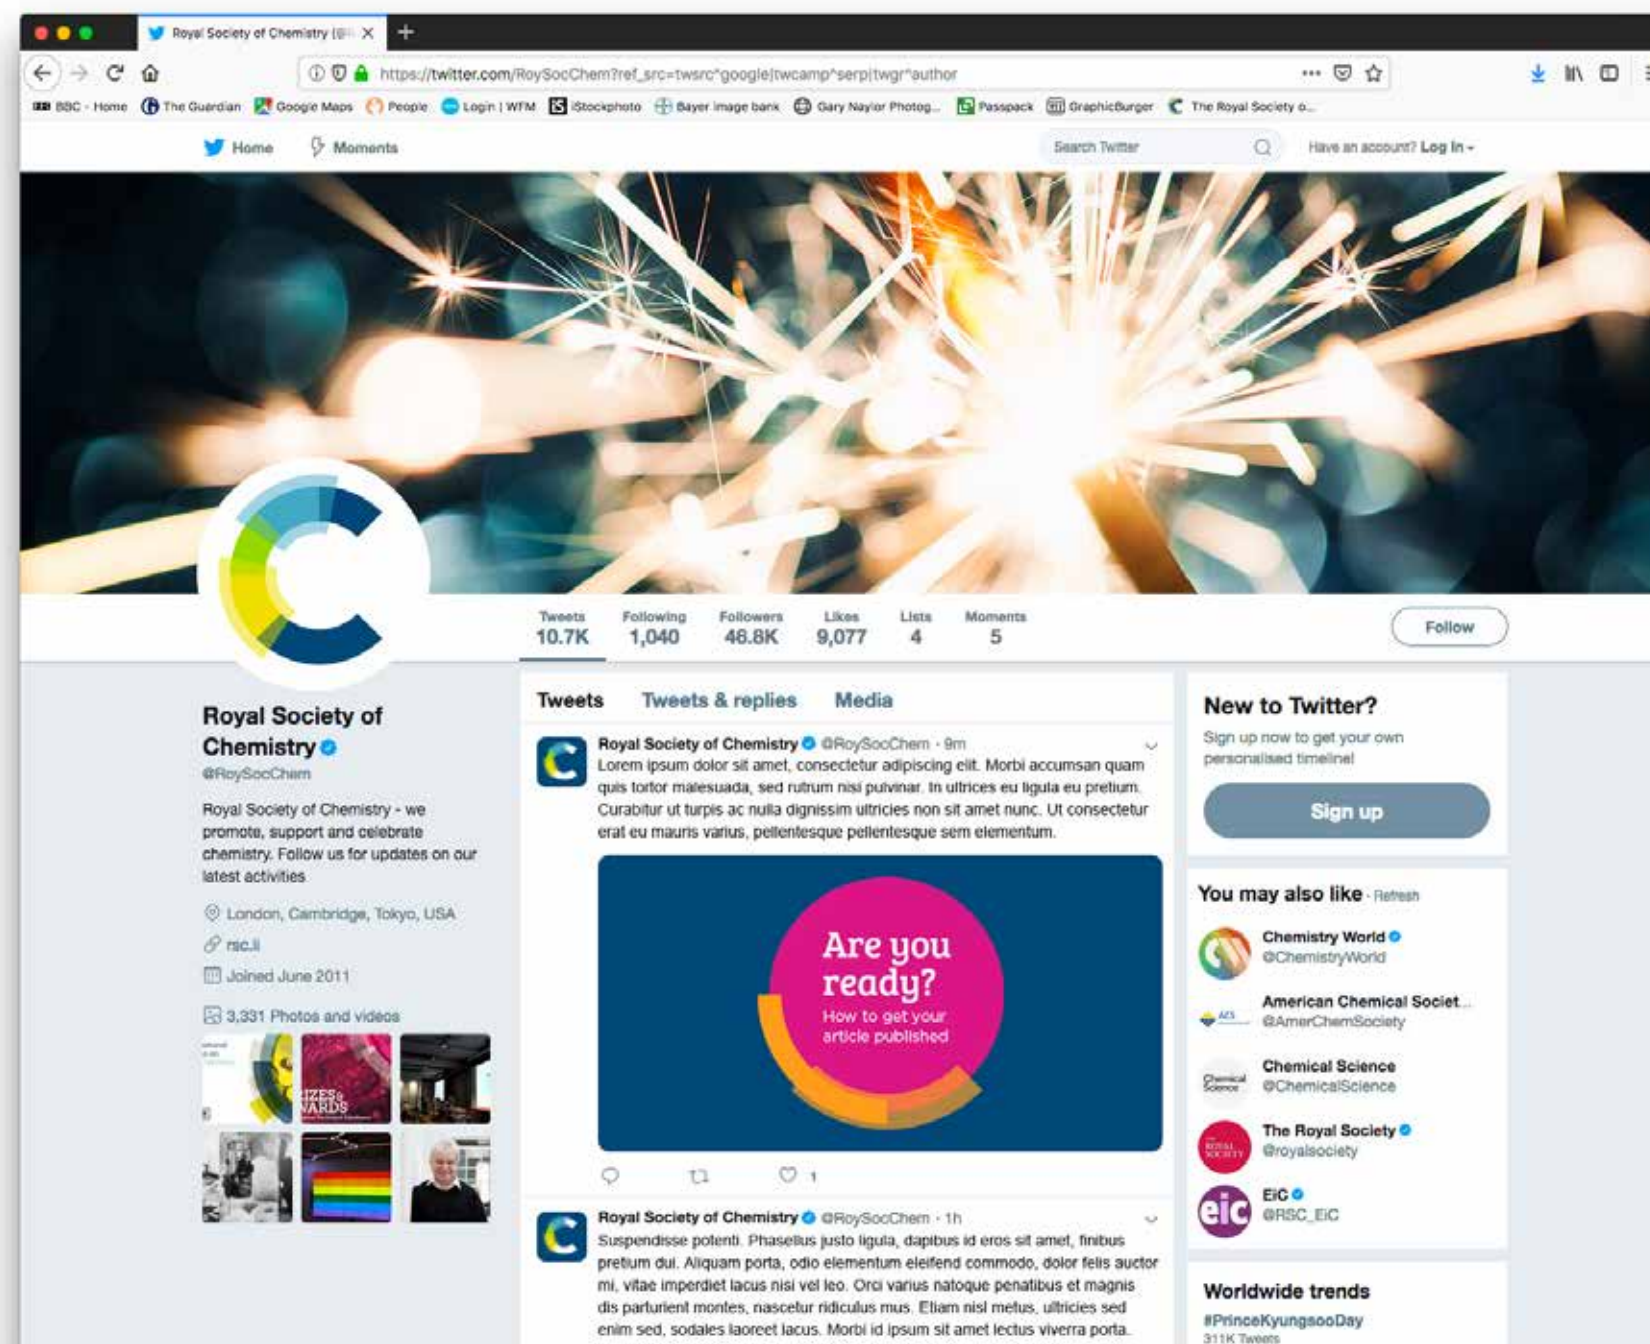 Royal Society of Chemistry (@
https://twitter.com/RoySocChem?ref_src=twsrc^google|twcamp^serp|twgr^author
BBC - Home The Guardian Google Maps People Login | WFM iStockphoto Bayer image bank Gary Naylor Photog... Passpack GraphicBurger The Royal Society o...
Home Moments Search Twitter Have an account? Log in
Tweets Following Followers Likes Lists Moments
10.7K 1,040 46.8K 9,077 4 5
Follow
Royal Society of
Chemistry
@RoySocChem
Royal Society of Chemistry - we
promote, support and celebrate
chemistry. Follow us for updates on our
latest activities
London, Cambridge, Tokyo, USA
rsc.li
Joined June 2011
3,331 Photos and videos
Tweets Tweets & replies Media
Royal Society of Chemistry @RoySocChem · 9m
Lorem ipsum dolor sit amet, consectetur adipiscing elit. Morbi accumsan quam
quis tortor malesuada, sed rutrum nisi pulvinar. In ultrices eu ligula eu pretium.
Curabitur ut turpis ac nulla dignissim ultricies non sit amet nunc. Ut consectetur
erat eu mauris varius, pellentesque pellentesque sem elementum.
Are you
ready?
How to get your
article published
1
Royal Society of Chemistry @RoySocChem · 1h
Suspendisse potenti. Phasellus justo ligula, dapibus id eros sit amet, finibus
pretium dui. Aliquam porta, odio elementum eleifend commodo, dolor felis auctor
mi, vitae imperdiet lacus nisi vel leo. Orci varius natoque penatibus et magnis
dis parturient montes, nascetur ridiculus mus. Etiam nisl metus, ultricies sed
enim sed, sodales laoreet lacus. Morbi id ipsum sit amet lectus viverra porta.
New to Twitter?
Sign up now to get your own
personalised timeline!
Sign up
You may also like · Refresh
Chemistry World
@ChemistryWorld
ACS
American Chemical Societ...
@AmerChemSociety
Chemical
Science
Chemical Science
@ChemicalScience
ROYAL
SOCIETY
The Royal Society
@royalsociety
eic
EiC
@RSC_EiC
Worldwide trends
#PrinceKyungsooDay
311K Tweets